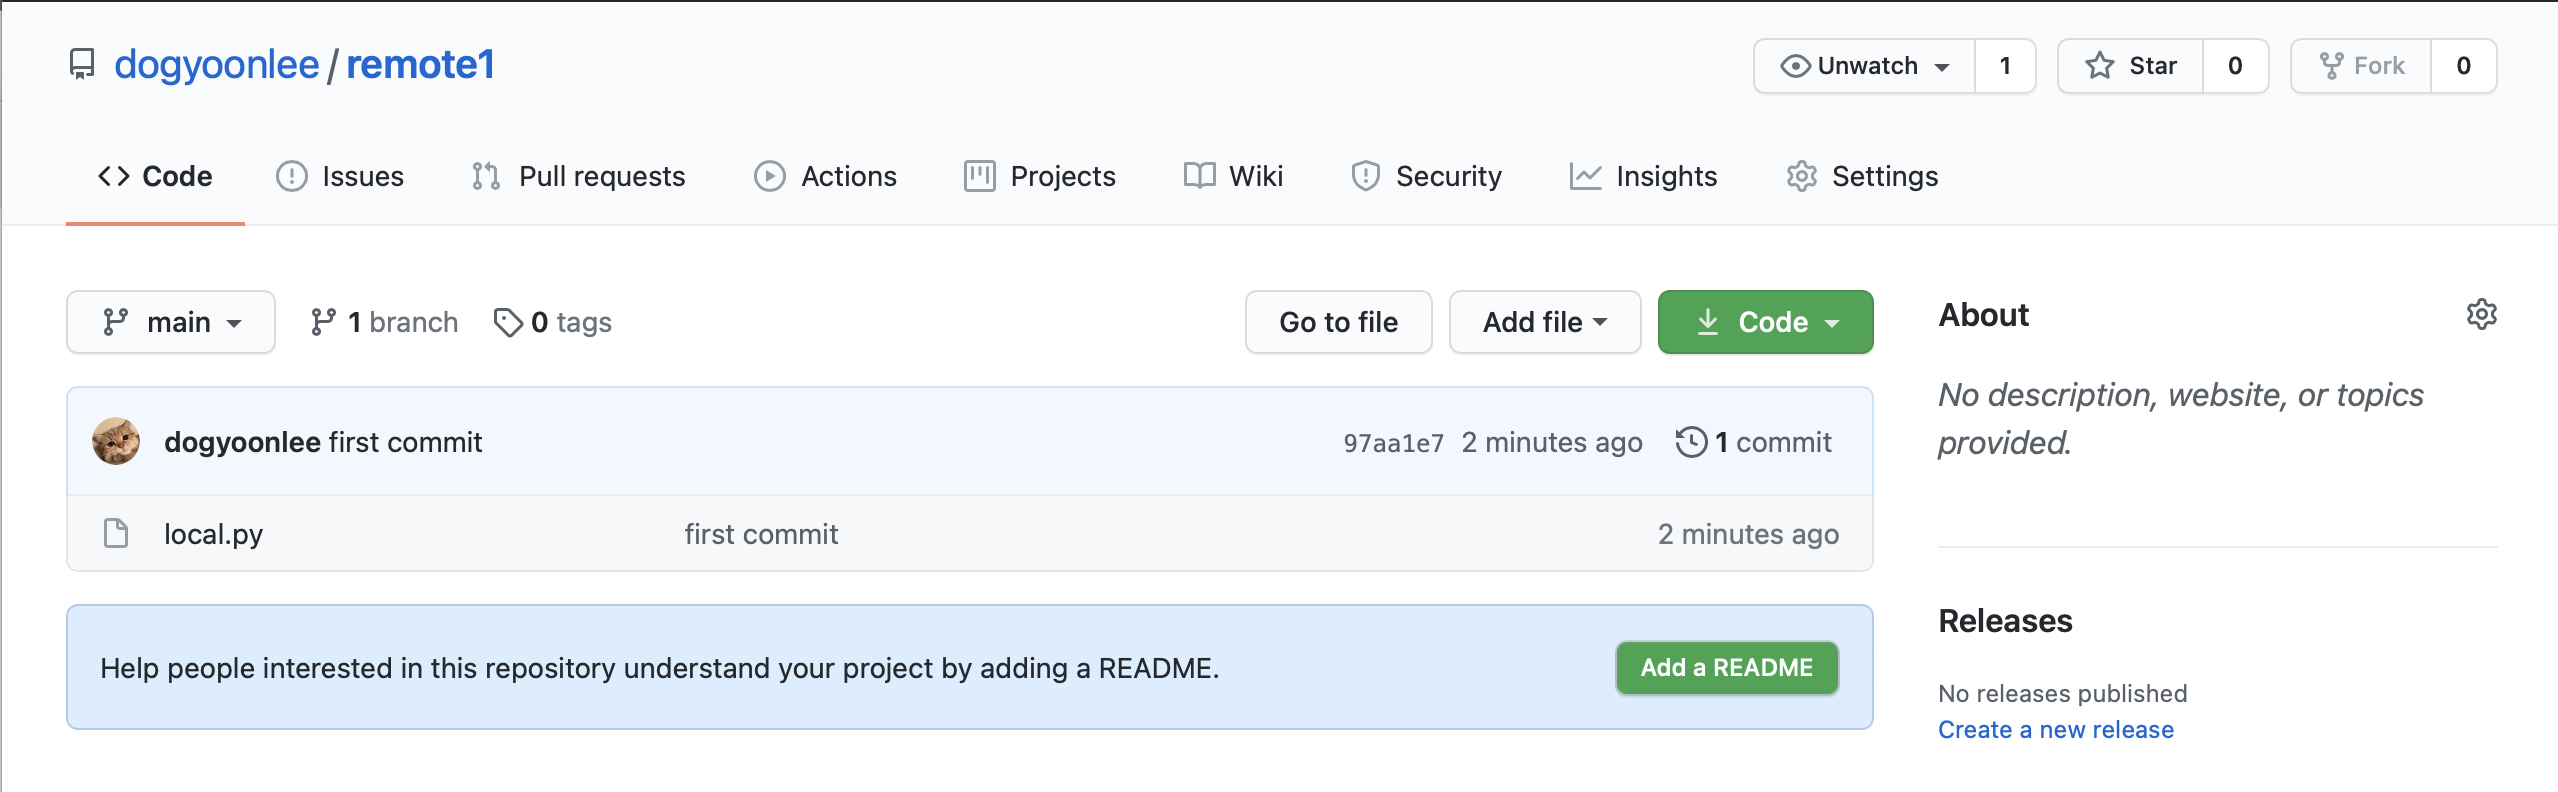 dogyoonlee / remote1
Unwatch 1 Star 0 Fork 0
Code Issues Pull requests Actions Projects Wiki Security Insights Settings
main 1 branch 0 tags Go to file Add file Code
dogyoonlee first commit 97aa1e7 2 minutes ago 1 commit
local.py first commit 2 minutes ago
Help people interested in this repository understand your project by adding a README. Add a README
About
No description, website, or topics
provided.
Releases
No releases published
Create a new release